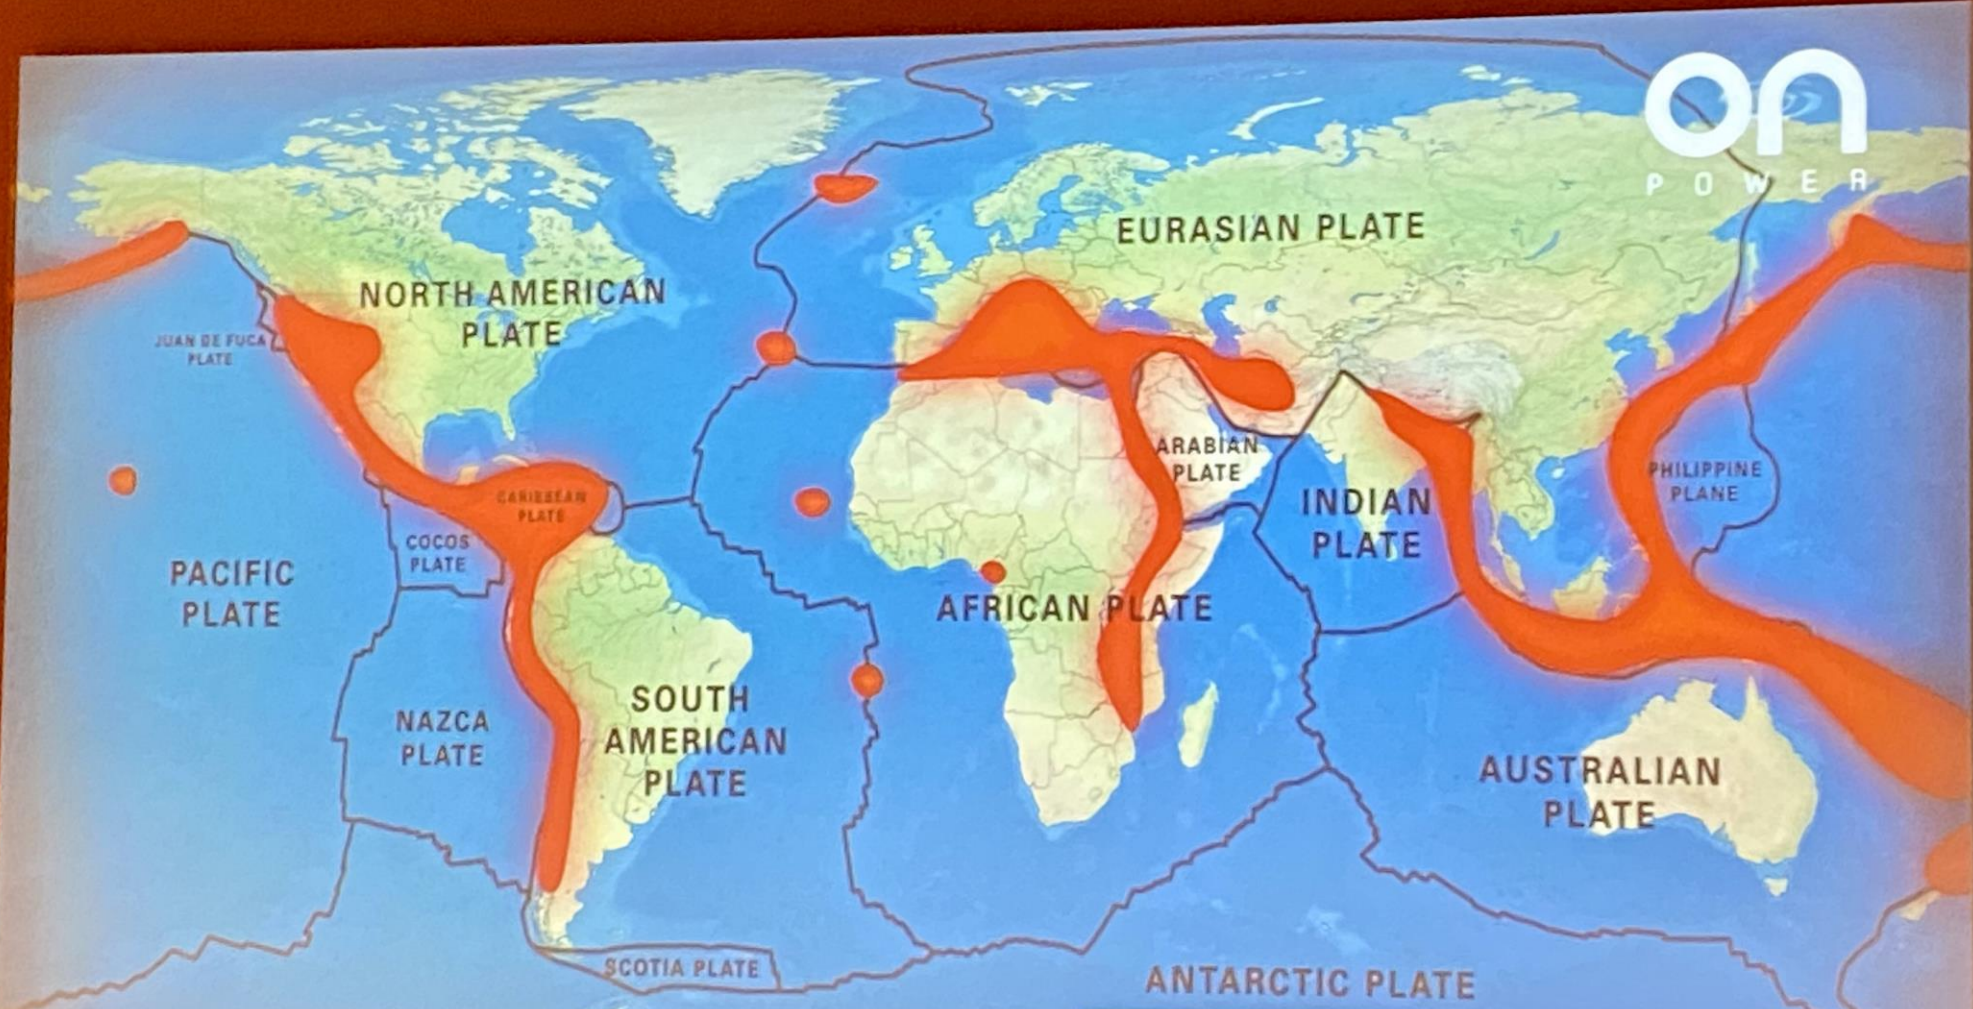 on
POWER
EURASIAN PLATE
NORTH AMERICAN
PLATE
JUAN DE FUCA
PLATE
ARABIAN
PLATE
PHILIPPINE
PLANE
CARIBBEAN
PLATE
INDIAN
PLATE
COCOS
PLATE
PACIFIC
PLATE
AFRICAN PLATE
NAZCA
PLATE
SOUTH
AMERICAN
PLATE
AUSTRALIAN
PLATE
SCOTIA PLATE
ANTARCTIC PLATE